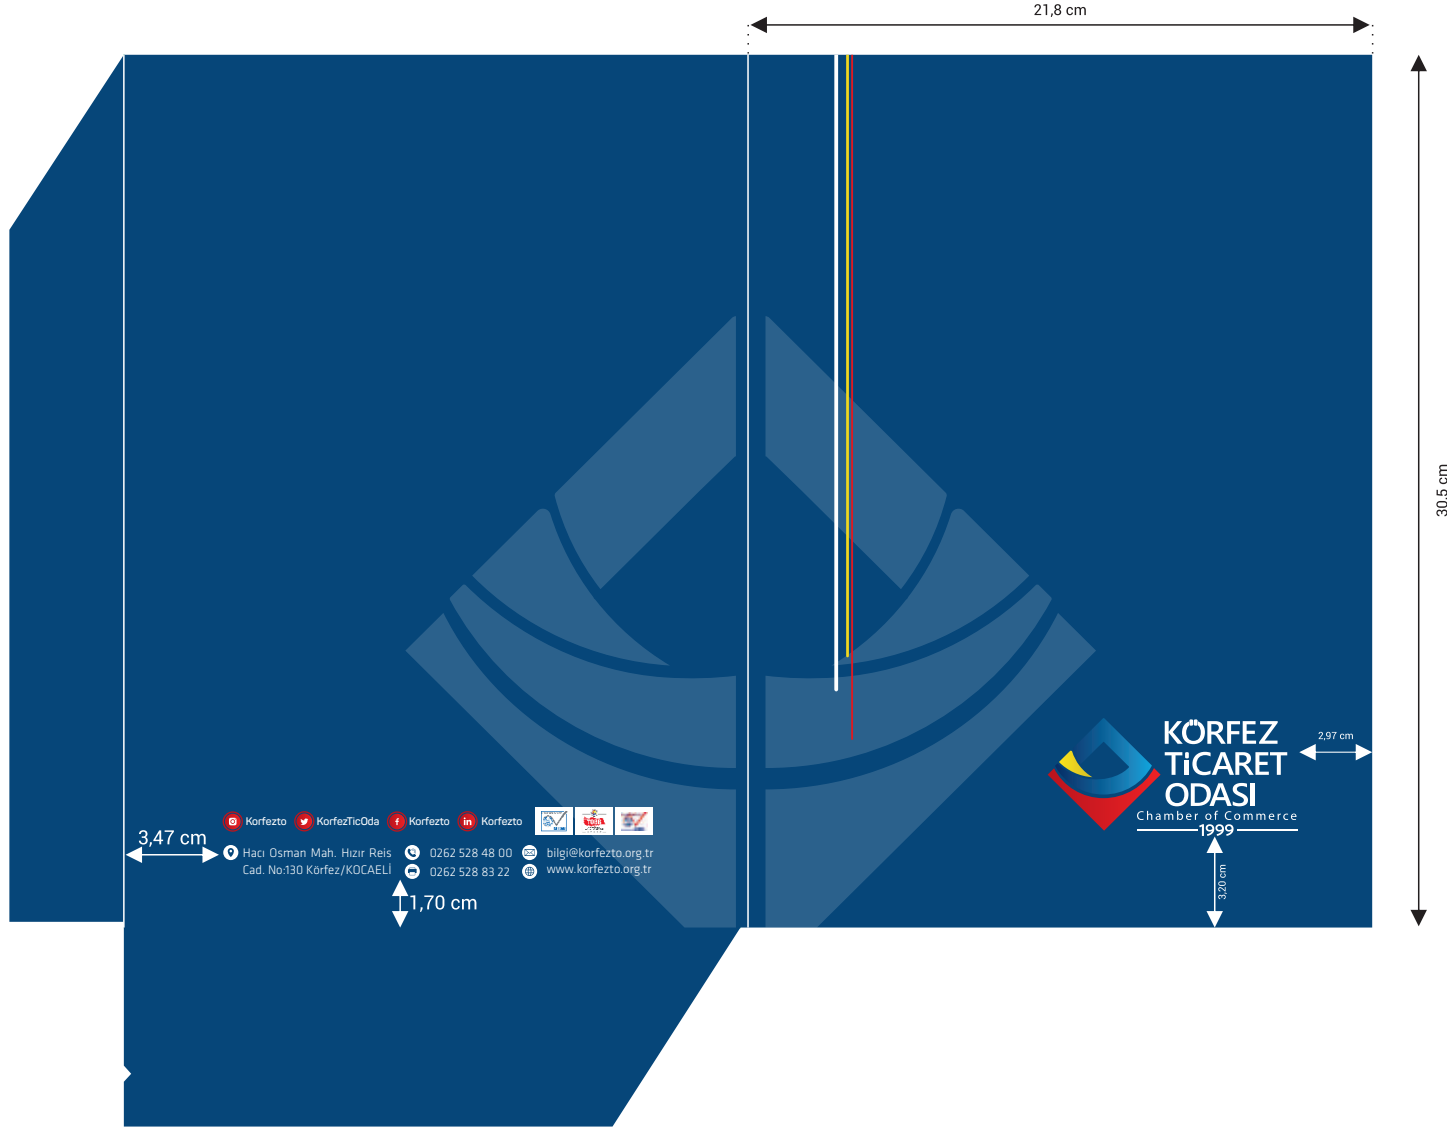 21,8 cm
30.5 cm
KÖRFEZ
TiCARET
ODASI
Chamber of Commerce
1999
2,97 cm
3,20 cm
Korfezto KorfezTicOda Korfezto Korfezto
3,47 cm
Hacı Osman Mah. Hızır Reis 0262 528 48 00 bilgi@korfezto.org.tr
Cad. No:130 Körfez/KOCAELİ 0262 528 83 22 www.korfezto.org.tr
1,70 cm